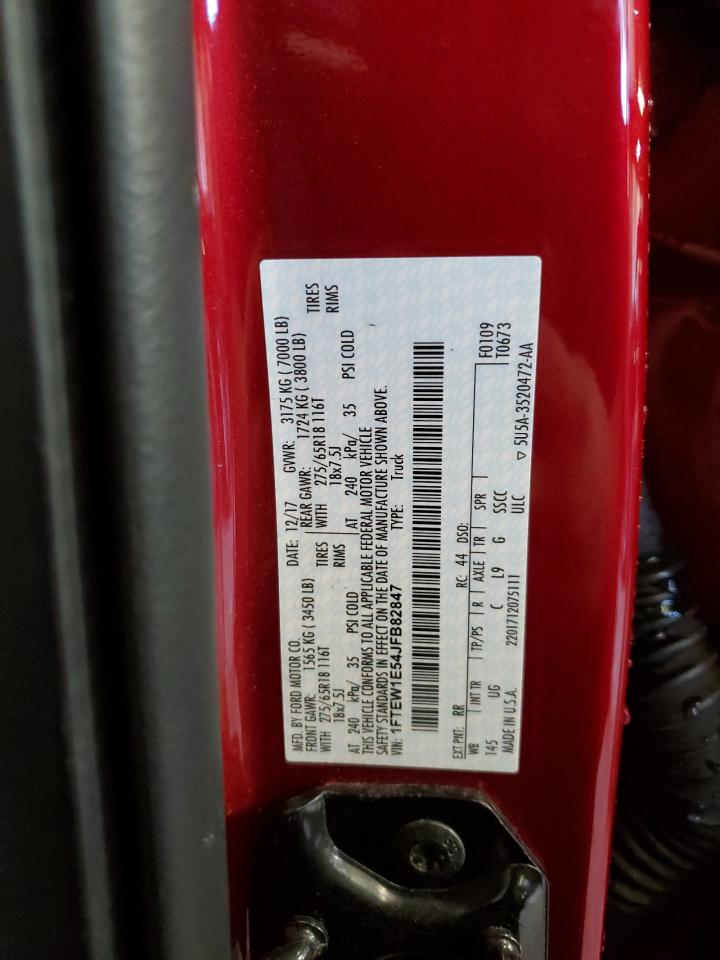 MFD. BY FORD MOTOR CO.
DATE: 12/17 GVWR: 3175 KG ( 7000 LB)
FRONT GAWR: 1565 KG ( 3450 LB)
REAR GAWR: 1724 KG ( 3800 LB)
WITH 275/65R18 116T TIRES
WITH 275/65R18 116T TIRES
18x7.5J RIMS
18x7.5J RIMS
AT 240 kPa/ 35 PSI COLD
AT 240 kPa/ 35 PSI COLD
THIS VEHICLE CONFORMS TO ALL APPLICABLE FEDERAL MOTOR VEHICLE
SAFETY STANDARDS IN EFFECT ON THE DATE OF MANUFACTURE SHOWN ABOVE.
VIN: 1FTEW1E54JFB82847 TYPE: Truck
EXT PNT: RR RC: 44 DSO: F0109
WB INT TR TP/PS R AXLE TR SPR T0673
145 UG C L9 G SSCC
MADE IN U.S.A. 2201712075111 ULC ▽ 5U5A-3520472-AA